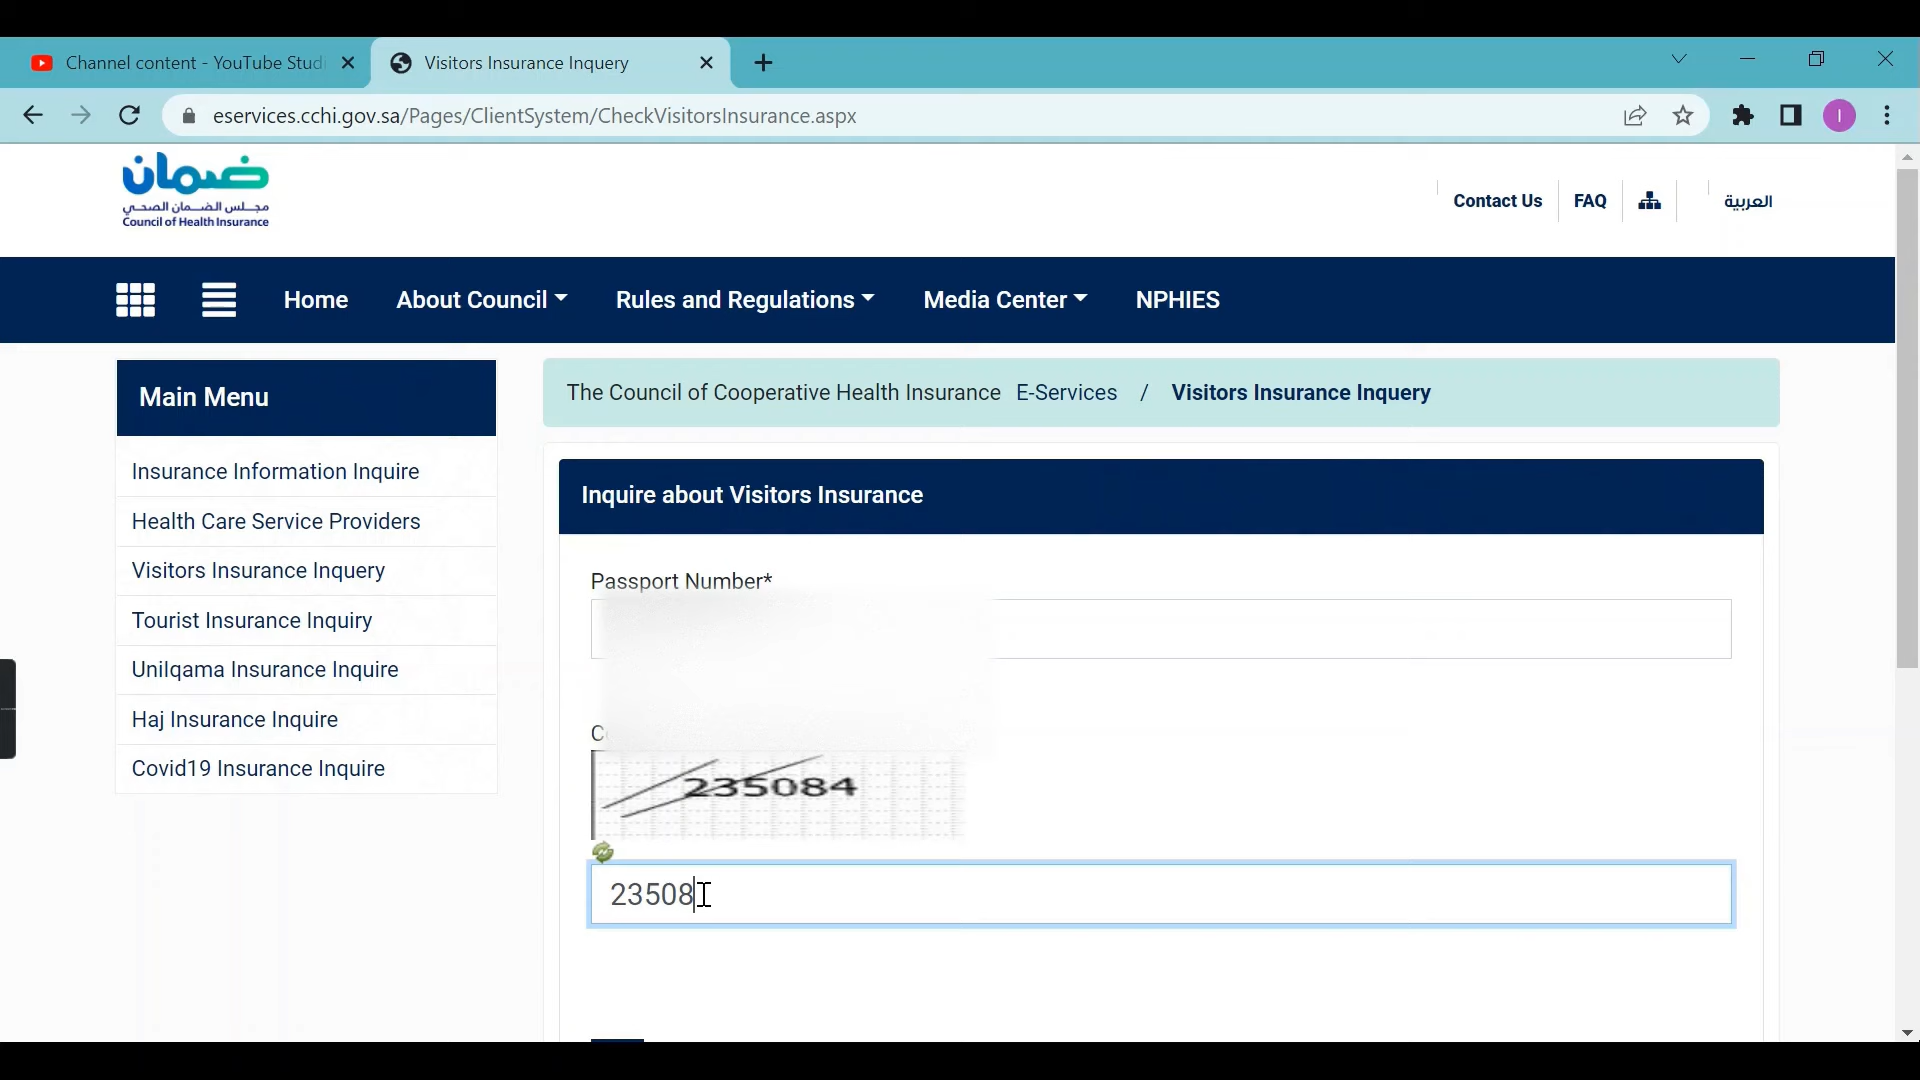 Channel content - YouTube Studi
Visitors Insurance Inquery
eservices.cchi.gov.sa/Pages/ClientSystem/CheckVisitorsInsurance.aspx
I
ضمان
مجلس الضمان الصحي
Council of Health Insurance
Contact Us
FAQ
العربية
Home
About Council
Rules and Regulations
Media Center
NPHIES
Main Menu
Insurance Information Inquire
Health Care Service Providers
Visitors Insurance Inquery
Tourist Insurance Inquiry
UnilQama Insurance Inquire
Haj Insurance Inquire
Covid19 Insurance Inquire
The Council of Cooperative Health Insurance E-Services / Visitors Insurance Inquery
Inquire about Visitors Insurance
Passport Number*
235084
23508